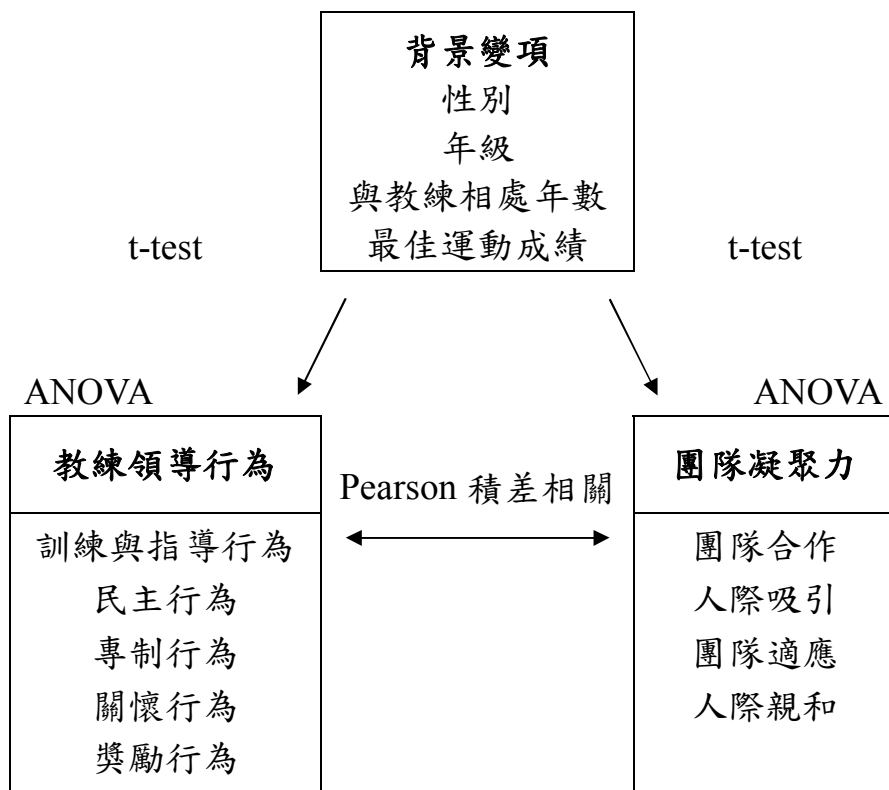 背景變項
性別
年級
與教練相處年數
最佳運動成績
t-test
t-test
ANOVA
ANOVA
教練領導行為
Pearson 積差相關
團隊凝聚力
訓練與指導行為
民主行為
專制行為
關懷行為
獎勵行為
團隊合作
人際吸引
團隊適應
人際親和